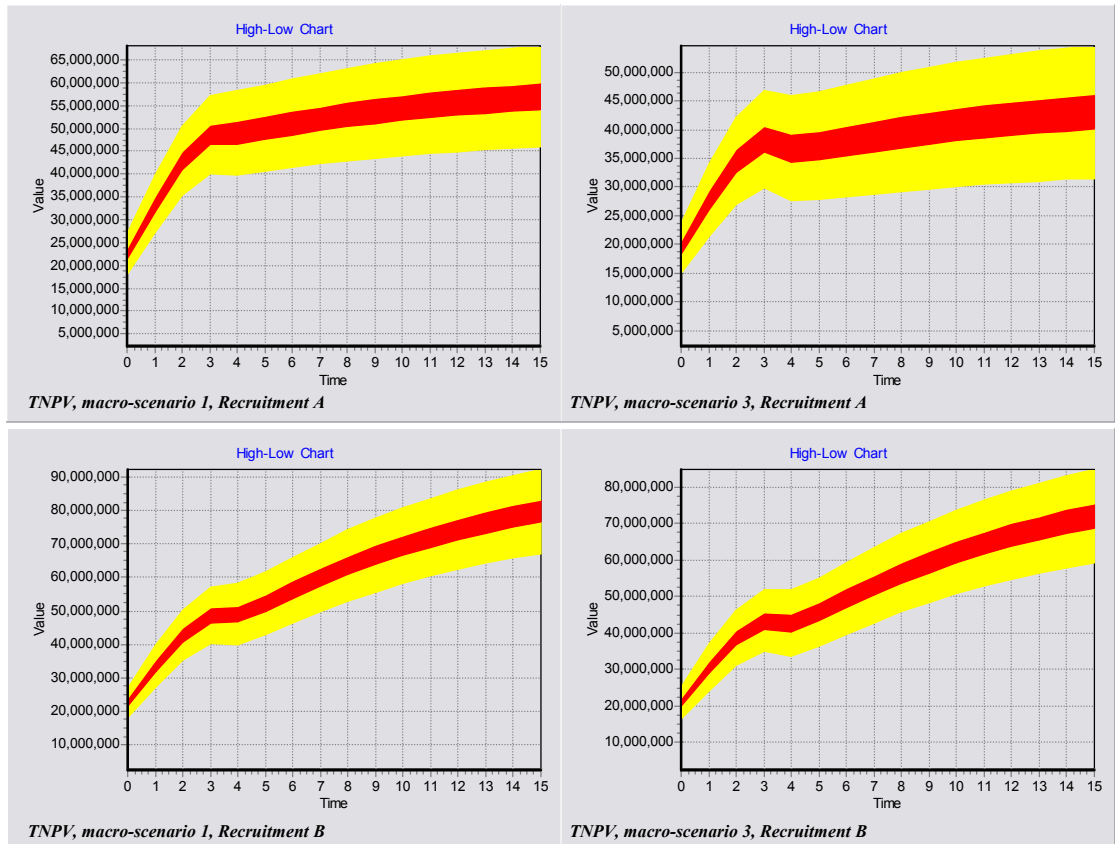 High-Low Chart
65,000,000
60,000,000
55,000,000
50,000,000
45,000,000
40,000,000
35,000,000
30,000,000
25,000,000
20,000,000
15,000,000
10,000,000
5,000,000
Value
0 1 2 3 4 5 6 7 8 9 10 11 12 13 14 15
Time
TNPV, macro-scenario 1, Recruitment A
High-Low Chart
50,000,000
45,000,000
40,000,000
35,000,000
30,000,000
25,000,000
20,000,000
15,000,000
10,000,000
5,000,000
Value
0 1 2 3 4 5 6 7 8 9 10 11 12 13 14 15
Time
TNPV, macro-scenario 3, Recruitment A
High-Low Chart
90,000,000
80,000,000
70,000,000
60,000,000
50,000,000
40,000,000
30,000,000
20,000,000
10,000,000
Value
0 1 2 3 4 5 6 7 8 9 10 11 12 13 14 15
Time
TNPV, macro-scenario 1, Recruitment B
High-Low Chart
80,000,000
70,000,000
60,000,000
50,000,000
40,000,000
30,000,000
20,000,000
10,000,000
Value
0 1 2 3 4 5 6 7 8 9 10 11 12 13 14 15
Time
TNPV, macro-scenario 3, Recruitment B